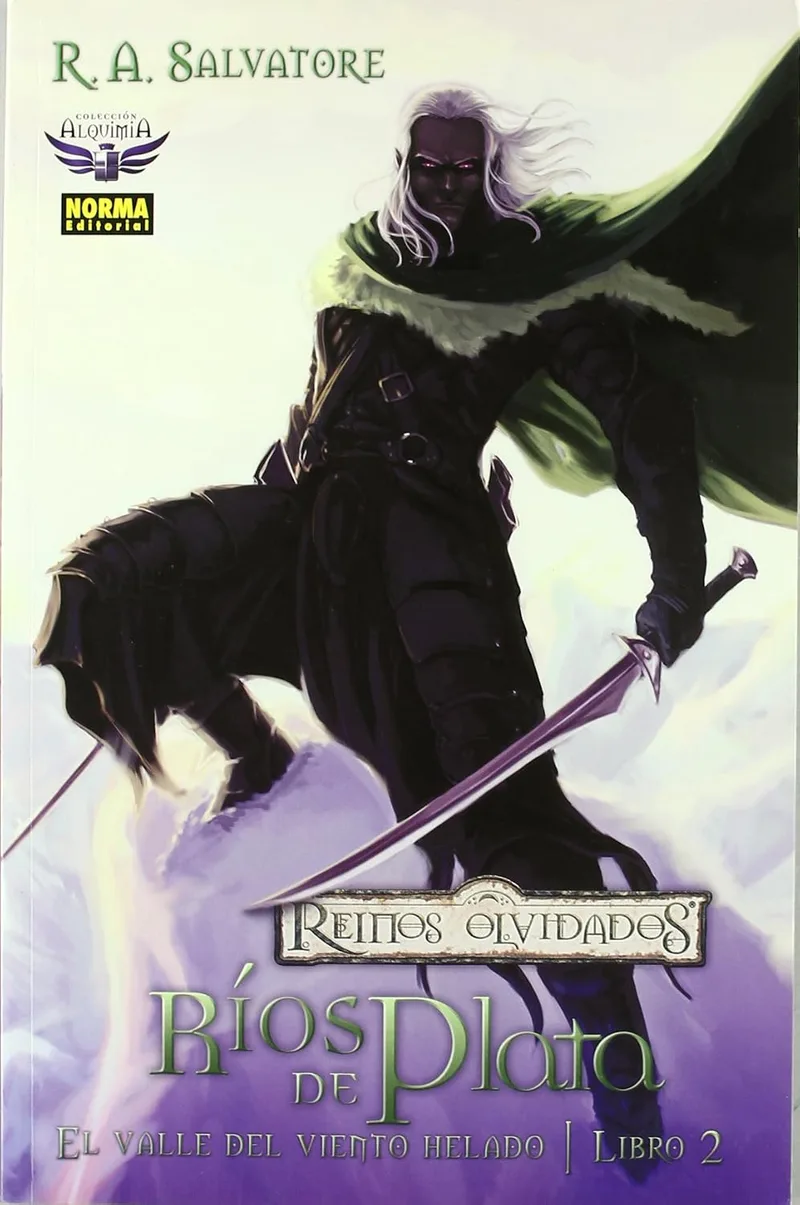 R. A. SALVATORE
COLECCIÓN
ALQUIMIA
NORMA
Editorial
REINOS OLVIDADOS®
RÍOS
DE PLATA
EL VALLE DEL VIENTO HELADO | LIBRO 2